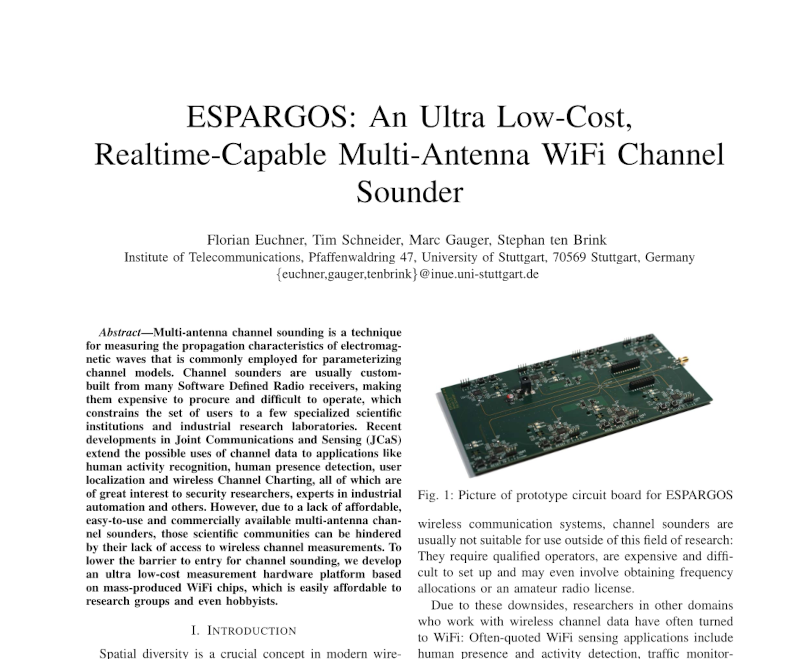 ESPARGOS: An Ultra Low-Cost,
Realtime-Capable Multi-Antenna WiFi Channel
Sounder
Florian Euchner, Tim Schneider, Marc Gauger, Stephan ten Brink
Institute of Telecommunications, Pfaffenwaldring 47, University of Stuttgart, 70569 Stuttgart, Germany
{euchner,gauger,tenbrink}@inue.uni-stuttgart.de
Abstract—Multi-antenna channel sounding is a technique
for measuring the propagation characteristics of electromag-
netic waves that is commonly employed for parameterizing
channel models. Channel sounders are usually custom-
built from many Software Defined Radio receivers, making
them expensive to procure and difficult to operate, which
constrains the set of users to a few specialized scientific
institutions and industrial research laboratories. Recent
developments in Joint Communications and Sensing (JCaS)
extend the possible uses of channel data to applications like
human activity recognition, human presence detection, user
localization and wireless Channel Charting, all of which are
of great interest to security researchers, experts in industrial
automation and others. However, due to a lack of affordable,
easy-to-use and commercially available multi-antenna chan-
nel sounders, those scientific communities can be hindered
by their lack of access to wireless channel measurements. To
lower the barrier to entry for channel sounding, we develop
an ultra low-cost measurement hardware platform based
on mass-produced WiFi chips, which is easily affordable to
research groups and even hobbyists.
I. INTRODUCTION
Spatial diversity is a crucial concept in modern wire-
Fig. 1: Picture of prototype circuit board for ESPARGOS
wireless communication systems, channel sounders are
usually not suitable for use outside of this field of research:
They require qualified operators, are expensive and diffi-
cult to set up and may even involve obtaining frequency
allocations or an amateur radio license.
Due to these downsides, researchers in other domains
who work with wireless channel data have often turned
to WiFi: Often-quoted WiFi sensing applications include
human presence and activity detection, traffic monitor-